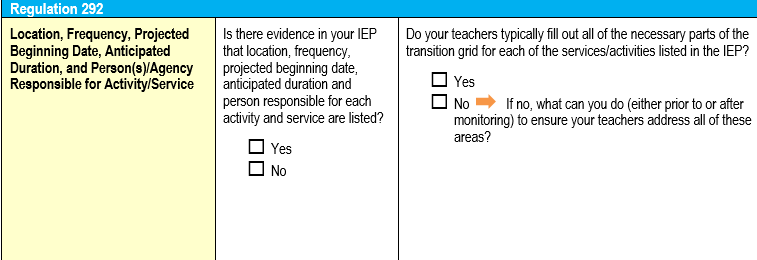 Regulation 292
Location, Frequency, Projected
Beginning Date, Anticipated
Duration, and Person(s)/Agency
Responsible for Activity/Service
Is there evidence in your IEP
that location, frequency,
projected beginning date,
anticipated duration and
person responsible for each
activity and service are listed?
Yes
No
Do your teachers typically fill out all of the necessary parts of the
transition grid for each of the services/activities listed in the IEP?
Yes
No If no, what can you do (either prior to or after
monitoring) to ensure your teachers address all of these
areas?